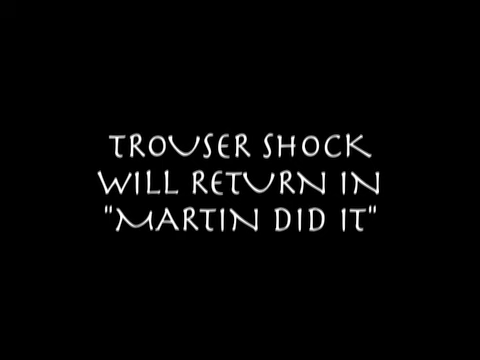 TROUSER SHOCK
WILL RETURN IN
"MARTIN DID IT"